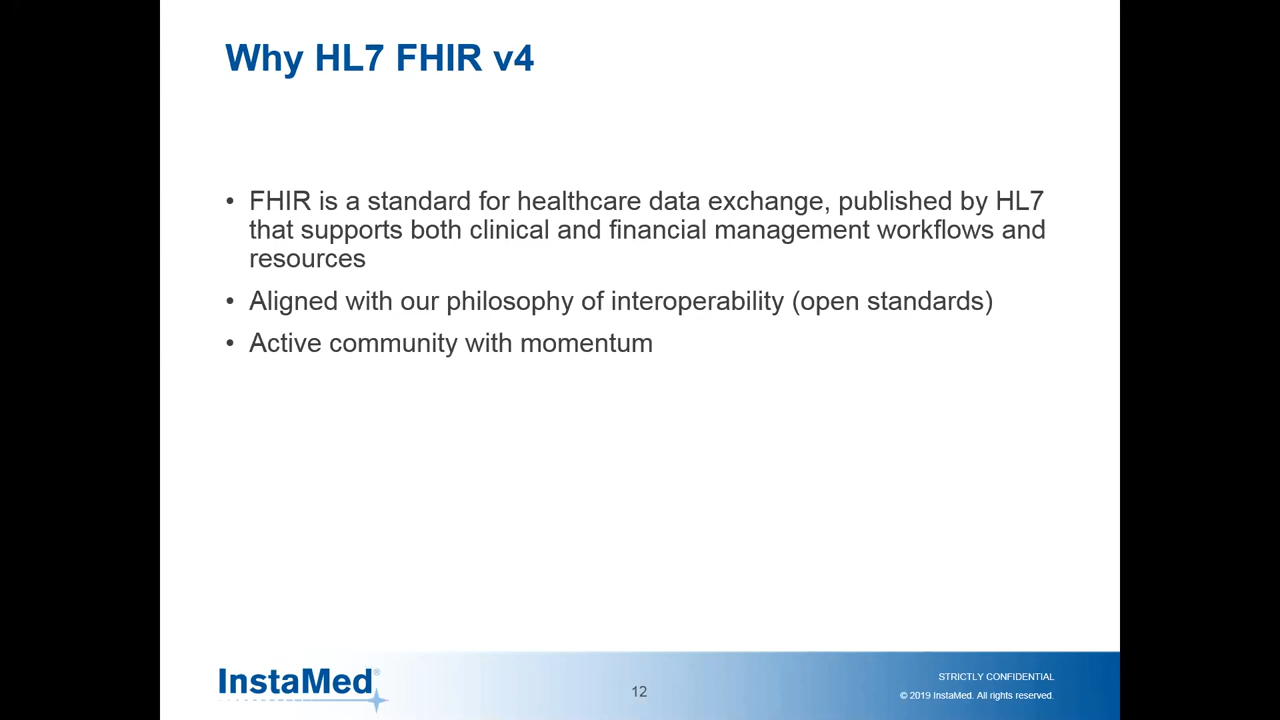 Why HL7 FHIR v4
• FHIR is a standard for healthcare data exchange, published by HL7
that supports both clinical and financial management workflows and
resources
• Aligned with our philosophy of interoperability (open standards)
• Active community with momentum
InstaMed®
12
STRICTLY CONFIDENTIAL
© 2019 InstaMed. All rights reserved.